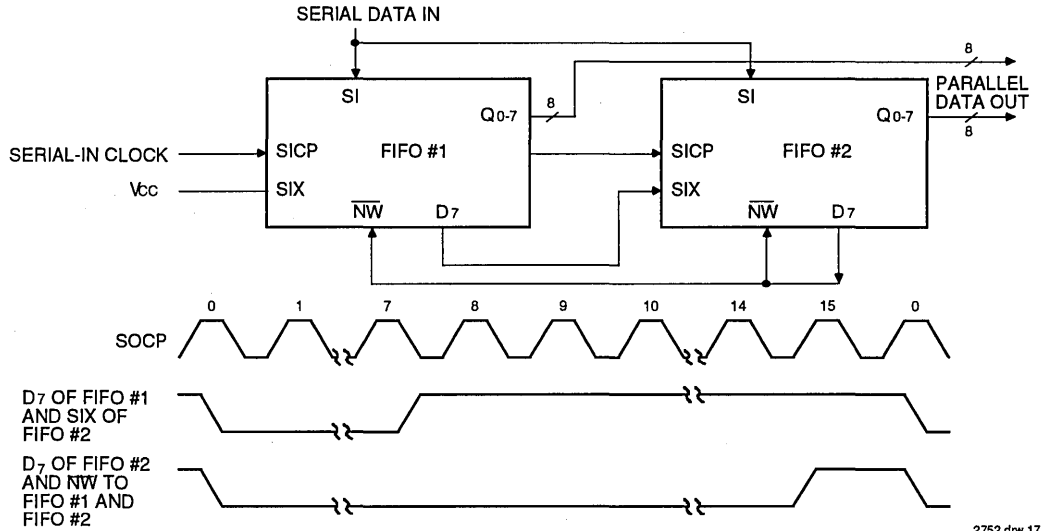 SERIAL DATA IN
8
SI
SI
PARALLEL
DATA OUT
Q0-7
8
Q0-7
8
SERIAL-IN CLOCK
SICP
FIFO #1
SICP
FIFO #2
Vcc
SIX
SIX
NW
D7
NW
D7
0 1 7 8 9 10 14 15 0
SOCP
D7 OF FIFO #1
AND SIX OF
FIFO #2
D7 OF FIFO #2
AND NW TO
FIFO #1 AND
FIFO #2
2752 drw 17